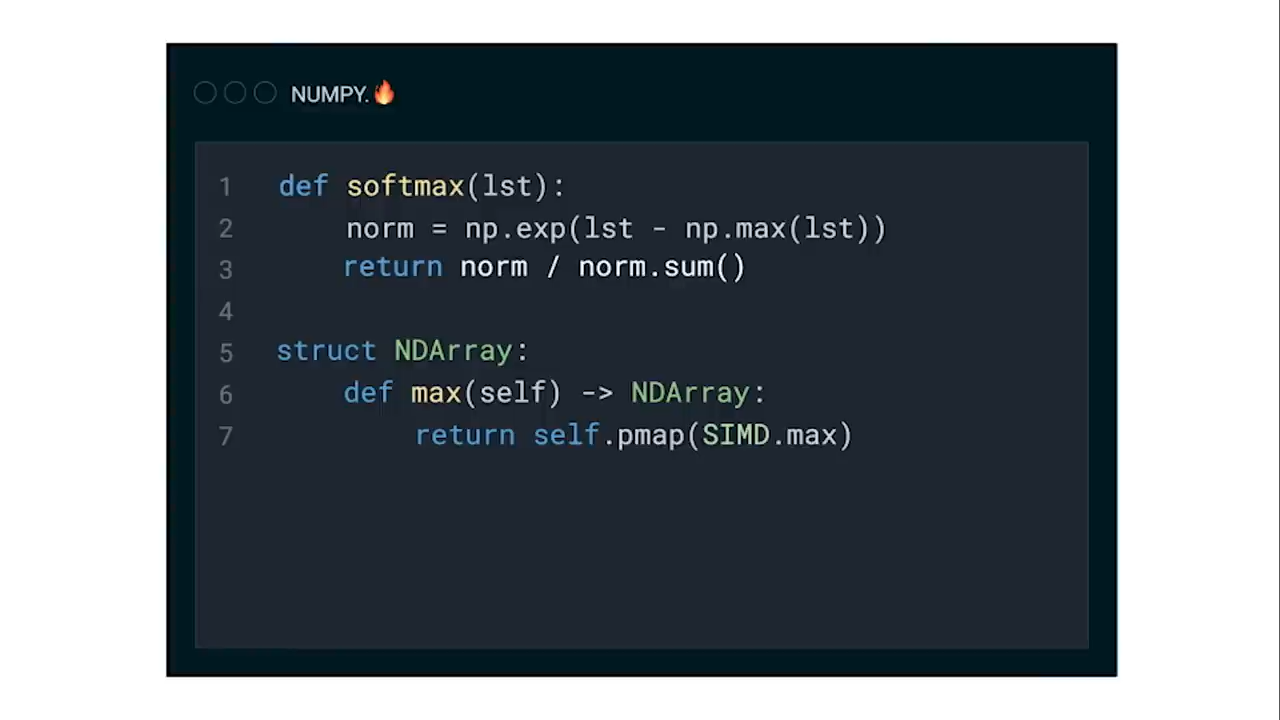 NUMPY.🔥
1 def softmax(lst):
2     norm = np.exp(lst - np.max(lst))
3     return norm / norm.sum()
4
5 struct NDArray:
6     def max(self) -> NDArray:
7         return self.pmap(SIMD.max)